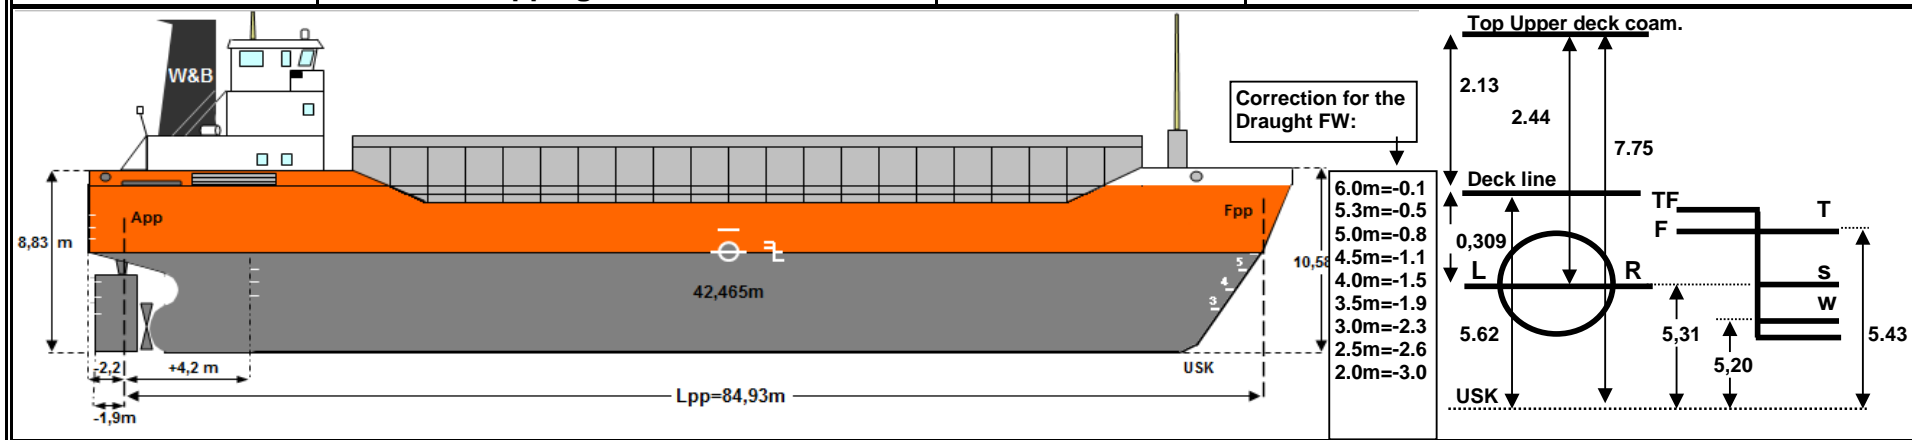 W&B
App
Fpp
8,83 m
10,58
42,465m
5
4
3
-2,2
+4,2 m
USK
Lpp=84,93m
-1,9m
Correction for the
Draught FW:
6.0m=-0.1
5.3m=-0.5
5.0m=-0.8
4.5m=-1.1
4.0m=-1.5
3.5m=-1.9
3.0m=-2.3
2.5m=-2.6
2.0m=-3.0
Top Upper deck coam.
2.13
2.44
7.75
Deck line
TF
T
F
0,309
L
R
S
W
5.62
5,31
5.43
5,20
USK